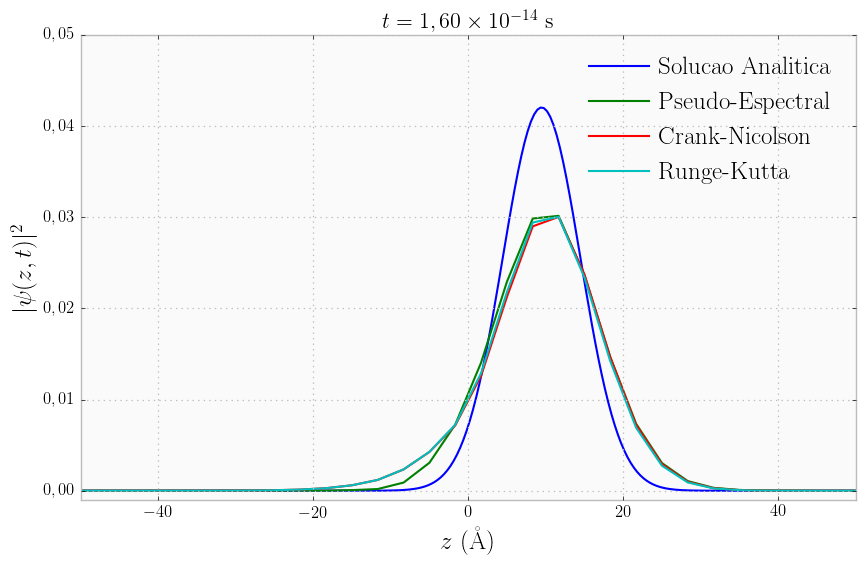 t = 1,60 × 10⁻¹⁴ s
0,05
0,04
0,03
0,02
0,01
0,00
|ψ(z, t)|²
Solucao Analitica
Pseudo-Espectral
Crank-Nicolson
Runge-Kutta
−40 −20 0 20 40
z (Å)